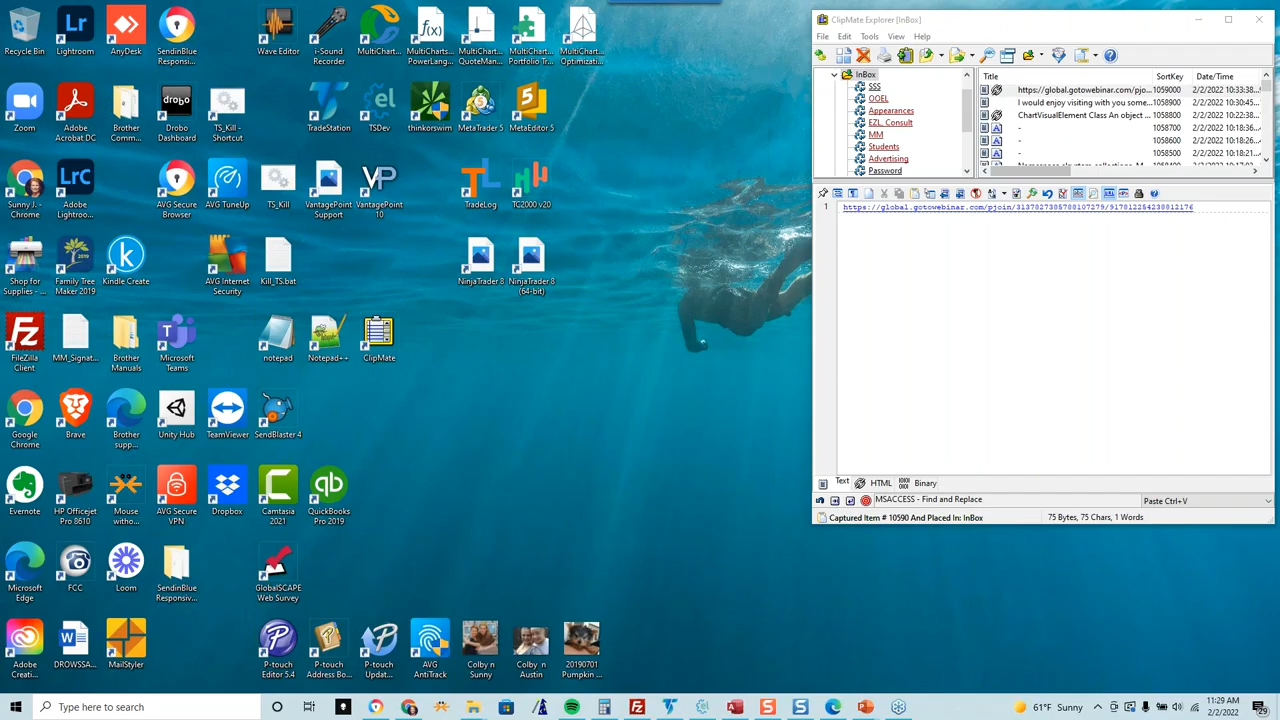 Recycle Bin
Lightroom
AnyDesk
SendinBlue
Responsi...
Wave Editor
i-Sound
Recorder
MultiChart...
MultiChart...
PowerLang...
MultiChart...
QuoteMan...
MultiChart...
Portfolio Tr...
MultiChart...
Optimizati...
Zoom
Adobe
Acrobat DC
Brother
Comm...
Drobo
Dashboard
TS_Kill -
Shortcut
TradeStation
TSDev
thinkorswim
MetaTrader 5
MetaEditor 5
Sunny J. -
Chrome
Adobe
Lightroo...
AVG Secure
Browser
AVG TuneUp
TS_Kill
VantagePoint
Support
VantagePoint
10
TradeLog
TC2000 v20
Shop for
Supplies - ...
Family Tree
Maker 2019
Kindle Create
AVG Internet
Security
Kill_TS.bat
NinjaTrader 8
NinjaTrader 8
(64-bit)
FileZilla
Client
MM_Signat...
Brother
Manuals
Microsoft
Teams
notepad
Notepad++
ClipMate
Google
Chrome
Brave
Brother
supp...
Unity Hub
TeamViewer
SendBlaster 4
Evernote
HP Officejet
Pro 8610
Mouse
witho...
AVG Secure
VPN
Dropbox
Camtasia
2021
QuickBooks
Pro 2019
Microsoft
Edge
FCC
Loom
SendinBlue
Responsiv...
GlobalSCAPE
Web Survey
Adobe
Creati...
DROWSSA...
MailStyler
P-touch
Editor 5.4
P-touch
Address Bo...
P-touch
Updat...
AVG
AntiTrack
Colby n
Sunny
Colby n
Austin
20190701
Pumpkin ...
ClipMate Explorer [InBox]
File Edit Tools View Help
InBox
SSS
OOEL
Appearances
EZL, Consult
MM
Students
Advertising
Password
Title SortKey Date/Time
https://global.gotowebinar.com/pjo... 1059000 2/2/2022 10:33:38...
I would enjoy visiting with you some... 1058900 2/2/2022 10:30:45...
ChartVisualElement Class An object ... 1058800 2/2/2022 10:22:38...
- 1058700 2/2/2022 10:18:36...
- 1058600 2/2/2022 10:18:36...
- 1058500 2/2/2022 10:18:21...
1
Text HTML Binary
MSACCESS - Find and Replace
Paste Ctrl+V
Captured Item # 10590 And Placed In: InBox
75 Bytes, 75 Chars, 1 Words
Type here to search
61°F Sunny
11:29 AM
2/2/2022
29